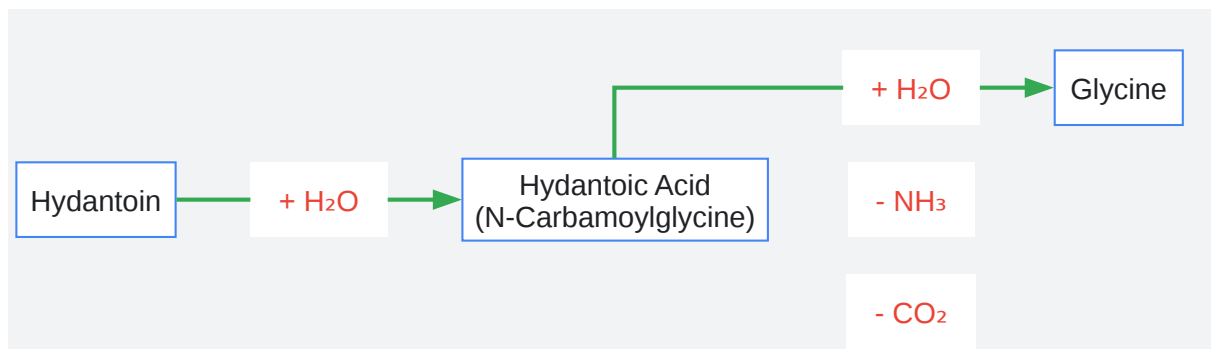 Hydantoin
+ H₂O
Hydantoic Acid
(N-Carbamoylglycine)
+ H₂O
- NH₃
- CO₂
Glycine